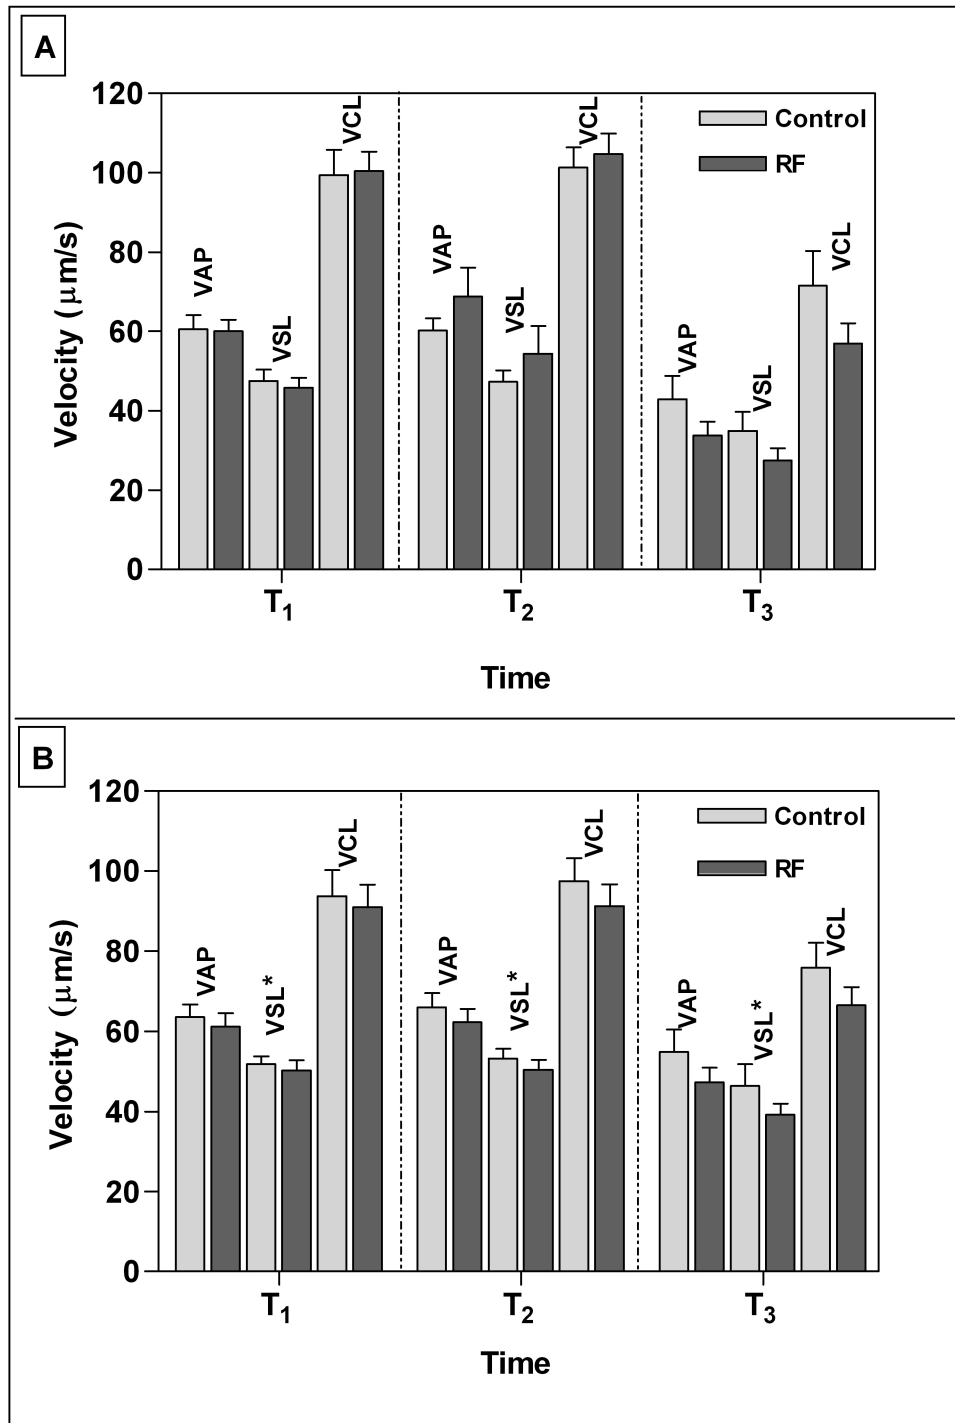 A
120
100
80
60
40
20
0
Velocity (μm/s)
VAP
VSL
VCL
VAP
VSL
VCL
VAP
VSL
VCL
Control
RF
T1
T2
T3
Time
B
120
100
80
60
40
20
0
Velocity (μm/s)
VAP
VSL*
VCL
VAP
VSL*
VCL
VAP
VSL*
VCL
Control
RF
T1
T2
T3
Time